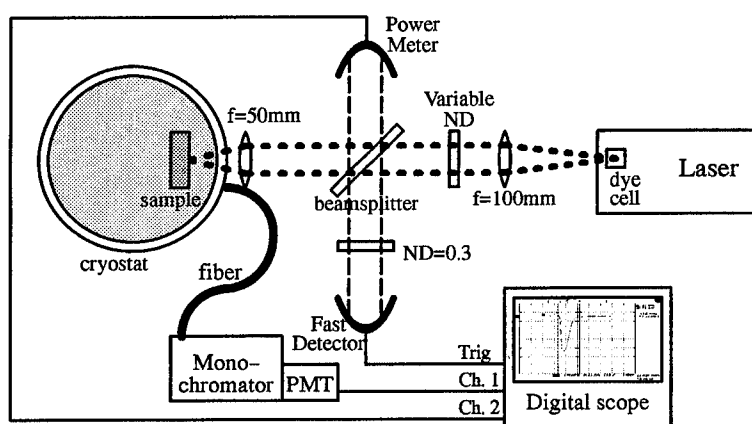 Power
Meter
Variable
ND
f=50mm
Laser
dye
cell
f=100mm
sample
beamsplitter
cryostat
fiber
ND=0.3
Fast
Detector
Mono-
chromator
PMT
Trig
Ch. 1
Ch. 2
Digital scope